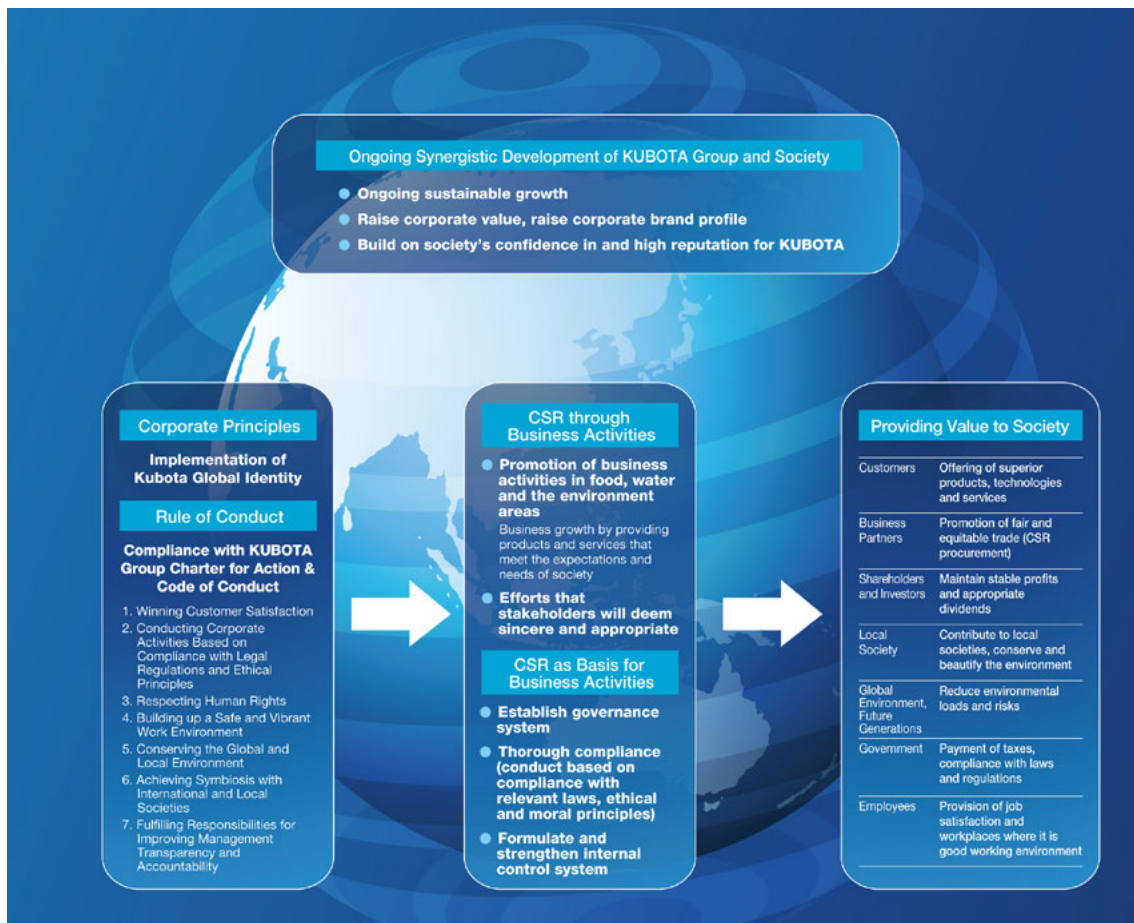 Ongoing Synergistic Development of KUBOTA Group and Society
Ongoing sustainable growth
Raise corporate value, raise corporate brand profile
Build on society's confidence in and high reputation for KUBOTA
Corporate Principles
Implementation of
Kubota Global Identity
Rule of Conduct
Compliance with KUBOTA
Group Charter for Action &
Code of Conduct
1. Winning Customer Satisfaction
2. Conducting Corporate
Activities Based on
Compliance with Legal
Regulations and Ethical
Principles
3. Respecting Human Rights
4. Building up a Safe and Vibrant
Work Environment
5. Conserving the Global and
Local Environment
6. Achieving Symbiosis with
International and Local
Societies
7. Fulfilling Responsibilities for
Improving Management
Transparency and
Accountability
CSR through
Business Activities
Promotion of business
activities in food, water
and the environment
areas
Business growth by providing
products and services that
meet the expectations and
needs of society
Efforts that
stakeholders will deem
sincere and appropriate
CSR as Basis for
Business Activities
Establish governance
system
Thorough compliance
(conduct based on
compliance with
relevant laws, ethical
and moral principles)
Formulate and
strengthen internal
control system
Providing Value to Society
Customers
Offering of superior
products, technologies
and services
Business
Partners
Promotion of fair and
equitable trade (CSR
procurement)
Shareholders
and Investors
Maintain stable profits
and appropriate
dividends
Local
Society
Contribute to local
societies, conserve and
beautify the environment
Global
Environment,
Future
Generations
Reduce environmental
loads and risks
Government
Payment of taxes,
compliance with laws
and regulations
Employees
Provision of job
satisfaction and
workplaces where it is
good working environment